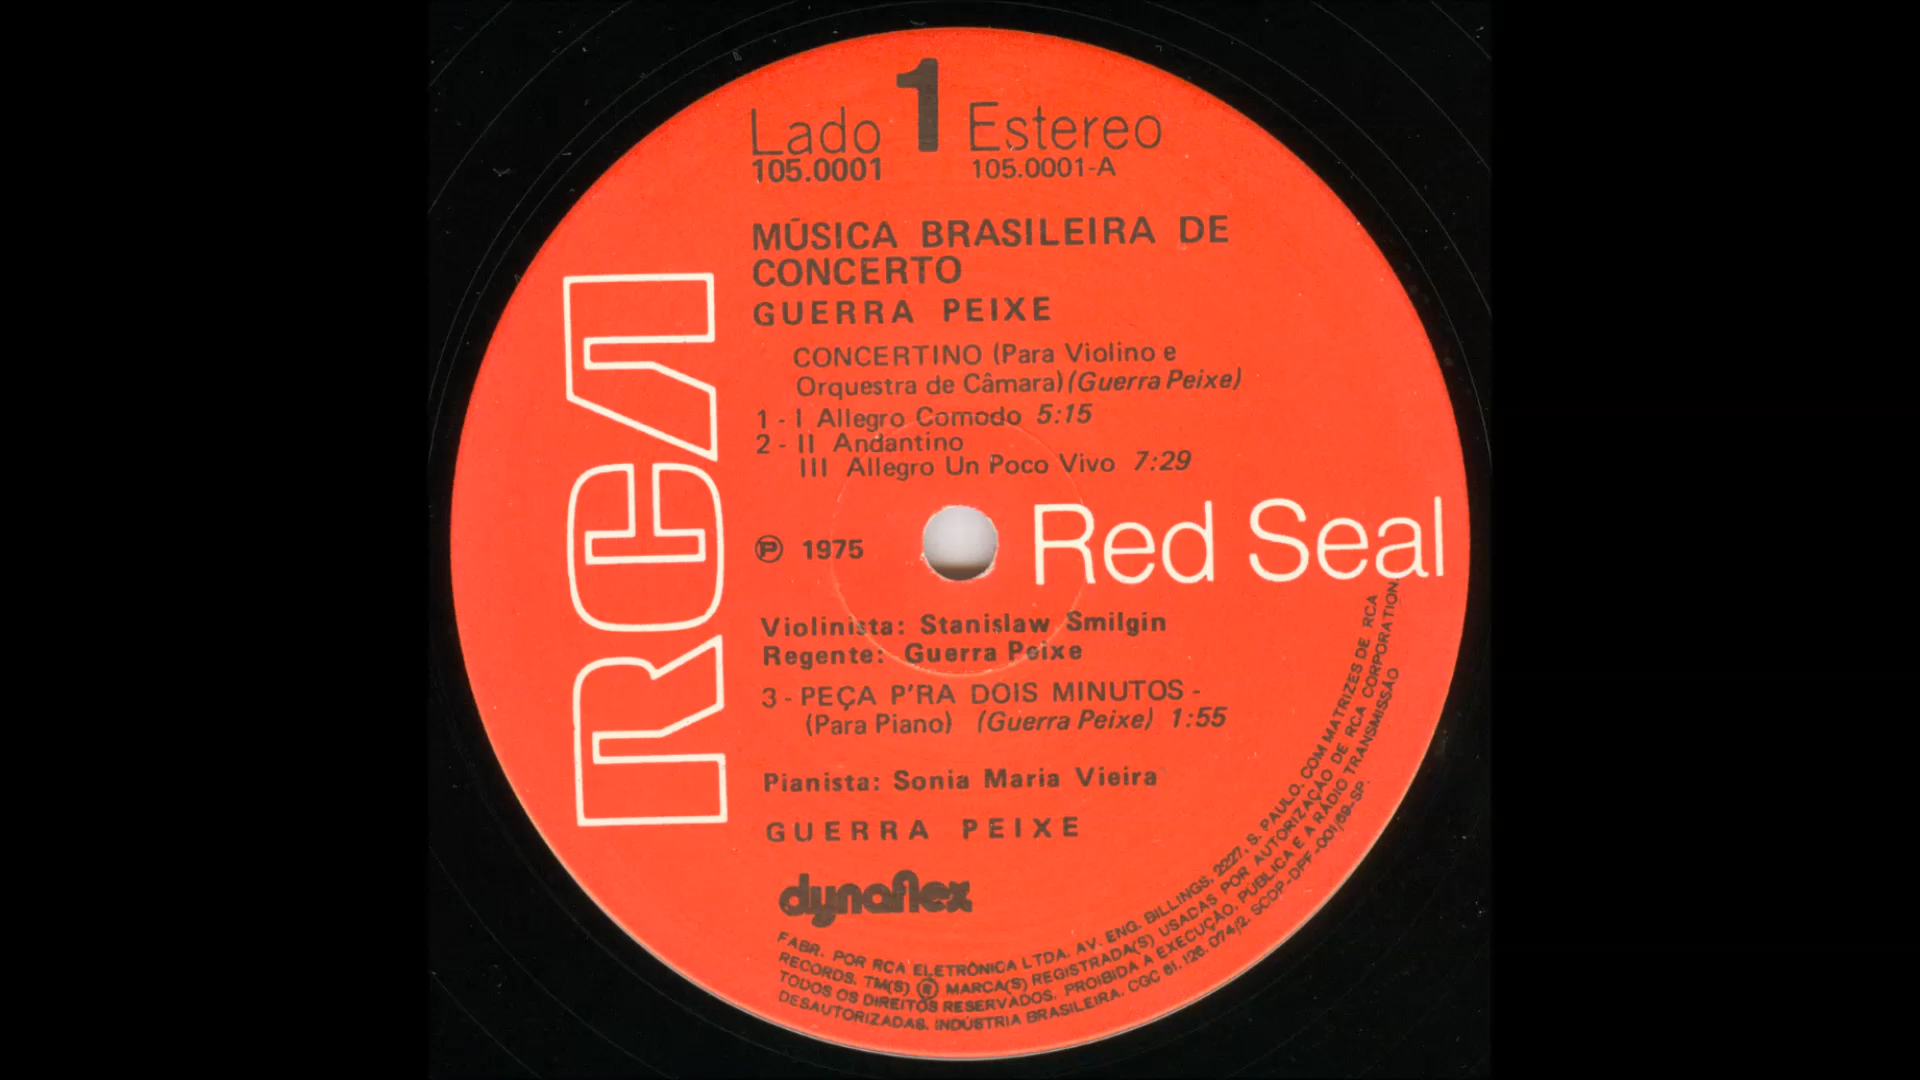 Lado 1 Estereo
105.0001 105.0001-A
MÚSICA BRASILEIRA DE
CONCERTO
GUERRA PEIXE
CONCERTINO (Para Violino e
Orquestra de Câmara) (Guerra Peixe)
1 - I Allegro Comodo 5:15
2 - II Andantino
III Allegro Un Poco Vivo 7:29
RCA
Red Seal
Ⓟ 1975
Violinista: Stanislaw Smilgin
Regente: Guerra Peixe
3 - PEÇA P'RA DOIS MINUTOS -
(Para Piano) (Guerra Peixe) 1:55
Pianista: Sonia Maria Vieira
GUERRA PEIXE
dynaflex
FABR. POR RCA ELETRÔNICA LTDA. AV. ENG. BILLINGS, 2227, S. PAULO, COM MATRIZES DE RCA
RECORDS. TM(S) ® MARCA(S) REGISTRADA(S) USADAS POR AUTORIZAÇÃO DE RCA CORPORATION.
TODOS OS DIREITOS RESERVADOS. PROIBIDA A EXECUÇÃO, PÚBLICA E A RÁDIO TRANSMISSÃO
DESAUTORIZADAS. INDÚSTRIA BRASILEIRA. CGC 61. 126. 074/2. SCDP-DPF-001/69-SP.